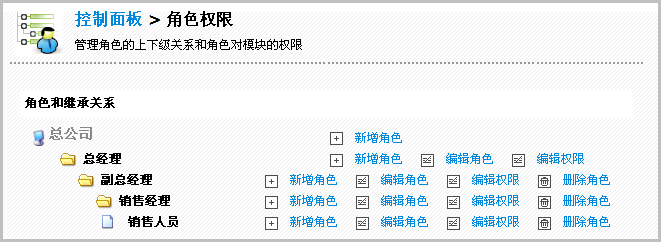 控制面板 > 角色权限
管理角色的上下级关系和角色对模块的权限
角色和继承关系
总公司 新增角色
总经理 新增角色 编辑角色 编辑权限
副总经理 新增角色 编辑角色 编辑权限 删除角色
销售经理 新增角色 编辑角色 编辑权限 删除角色
销售人员 新增角色 编辑角色 编辑权限 删除角色